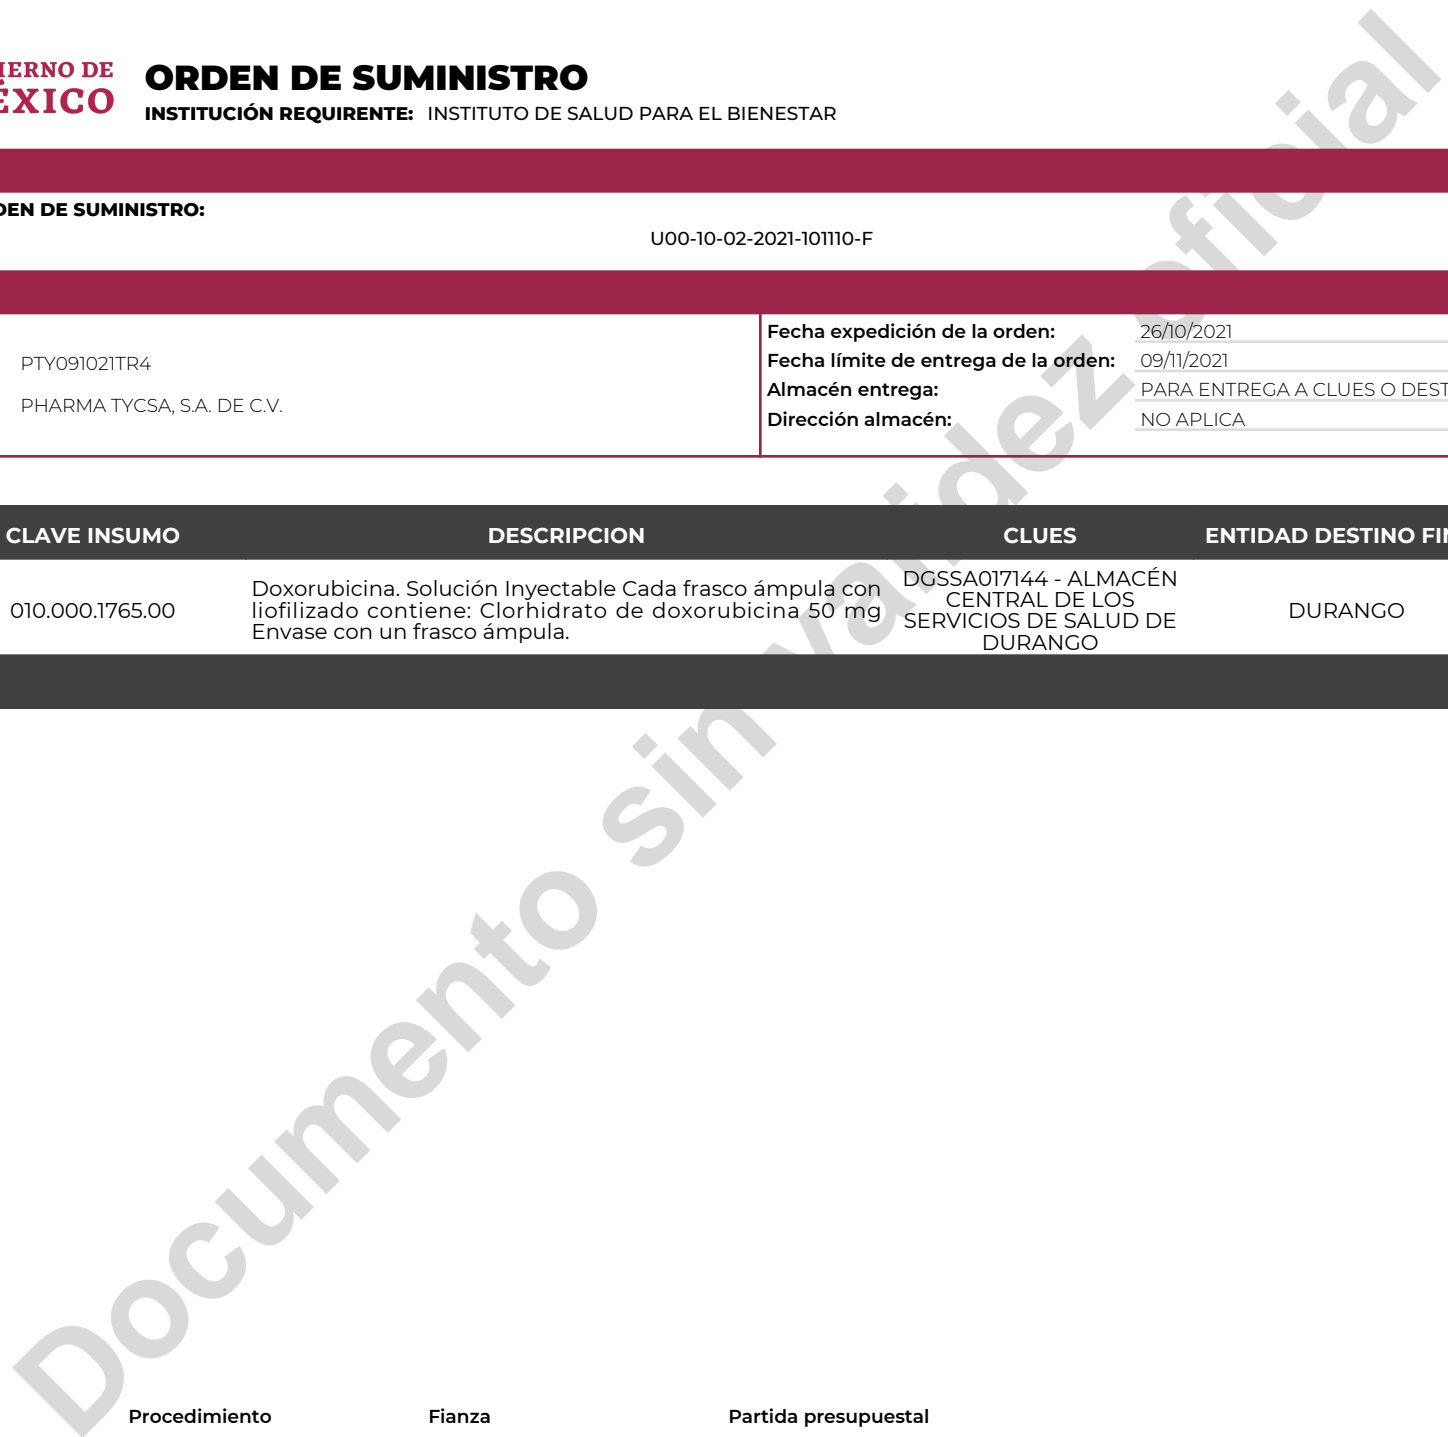 IERNO DE
ÉXICO
ORDEN DE SUMINISTRO
INSTITUCIÓN REQUIRENTE: INSTITUTO DE SALUD PARA EL BIENESTAR
DEN DE SUMINISTRO:
U00-10-02-2021-101110-F
PTY091021TR4
PHARMA TYCSA, S.A. DE C.V.
Fecha expedición de la orden: 26/10/2021
Fecha límite de entrega de la orden: 09/11/2021
Almacén entrega: PARA ENTREGA A CLUES O DEST
Dirección almacén: NO APLICA
CLAVE INSUMO DESCRIPCION CLUES ENTIDAD DESTINO FIN
010.000.1765.00
Doxorubicina. Solución Inyectable Cada frasco ámpula con
liofilizado contiene: Clorhidrato de doxorubicina 50 mg
Envase con un frasco ámpula.
DGSSA017144 - ALMACÉN
CENTRAL DE LOS
SERVICIOS DE SALUD DE
DURANGO
DURANGO
Documento sin validez oficial
Procedimiento Fianza Partida presupuestal